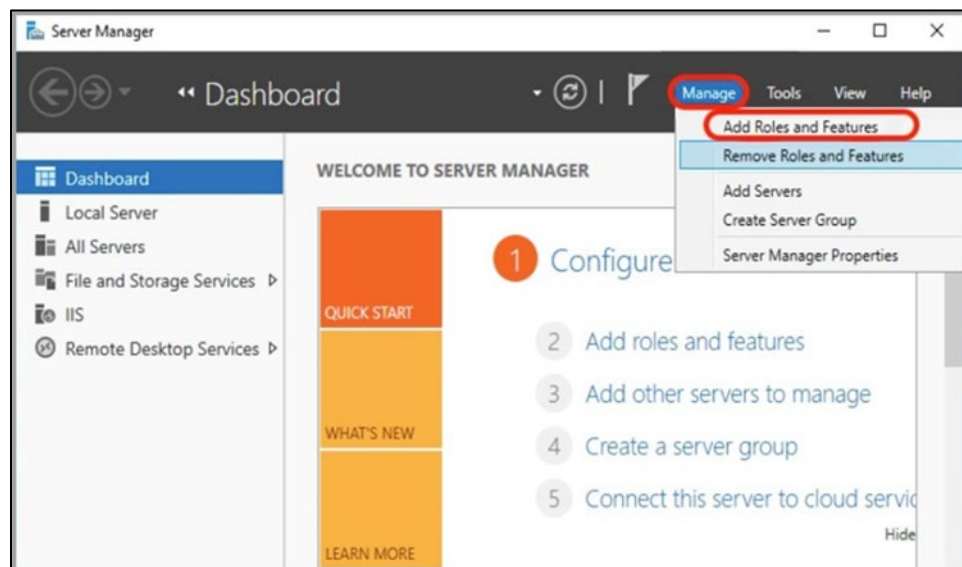 Server Manager
Dashboard
Manage Tools View Help
Add Roles and Features
Remove Roles and Features
Add Servers
Create Server Group
Server Manager Properties
Dashboard
Local Server
All Servers
File and Storage Services
IIS
Remote Desktop Services
WELCOME TO SERVER MANAGER
QUICK START
WHAT'S NEW
LEARN MORE
1 Configure
2 Add roles and features
3 Add other servers to manage
4 Create a server group
5 Connect this server to cloud servic
Hide